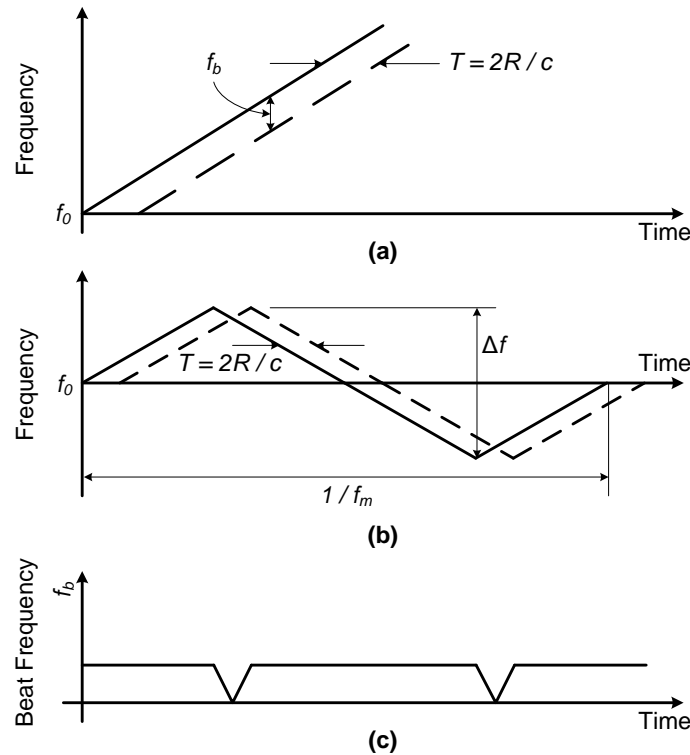 Frequency
f_b
T = 2R / c
f_0
Time
(a)
Frequency
T = 2R / c
Δf
Time
f_0
1 / f_m
(b)
Beat Frequency
f_b
Time
(c)